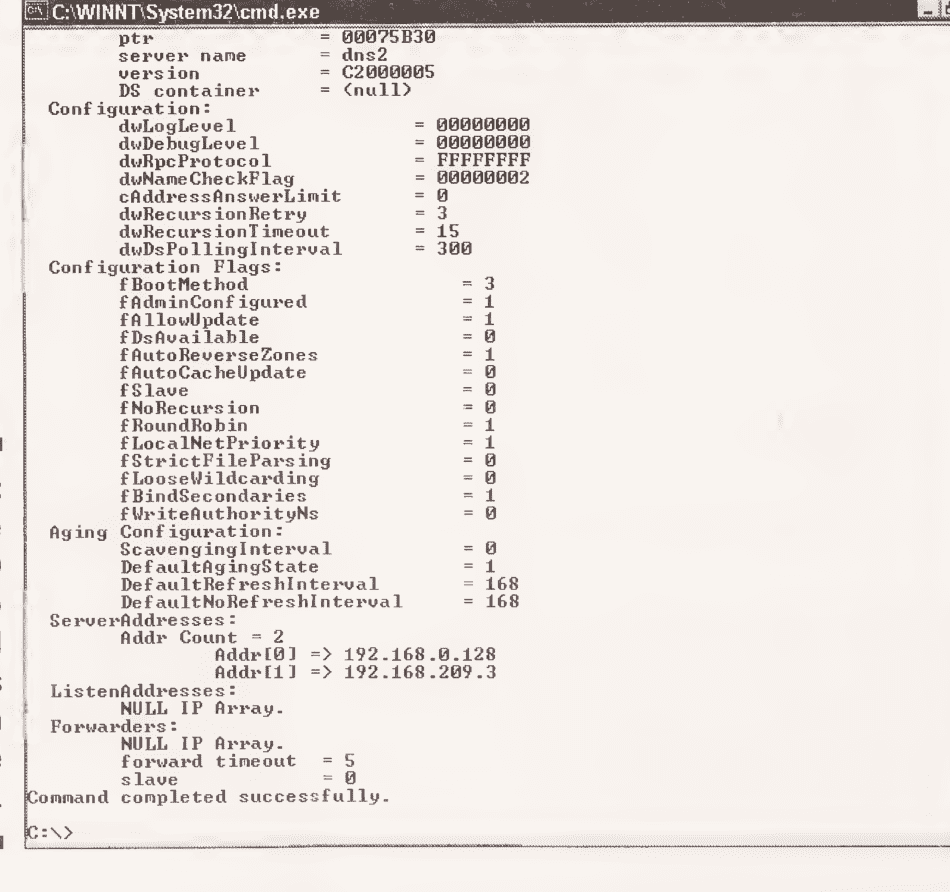 C:\WINNT\System32\cmd.exe
ptr = 00075B30
server name = dns2
version = C2000005
DS container = (null)
Configuration:
dwLogLevel = 00000000
dwDebugLevel = 00000000
dwRpcProtocol = FFFFFFFF
dwNameCheckFlag = 00000002
cAddressAnswerLimit = 0
dwRecursionRetry = 3
dwRecursionTimeout = 15
dwDsPollingInterval = 300
Configuration Flags:
fBootMethod = 3
fAdminConfigured = 1
fAllowUpdate = 1
fDsAvailable = 0
fAutoReverseZones = 1
fAutoCacheUpdate = 0
fSlave = 0
fNoRecursion = 0
fRoundRobin = 1
fLocalNetPriority = 1
fStrictFileParsing = 0
fLooseWildcarding = 0
fBindSecondaries = 1
fWriteAuthorityNs = 0
Aging Configuration:
ScavengingInterval = 0
DefaultAgingState = 1
DefaultRefreshInterval = 168
DefaultNoRefreshInterval = 168
ServerAddresses:
Addr Count = 2
Addr[0] => 192.168.0.128
Addr[1] => 192.168.209.3
ListenAddresses:
NULL IP Array.
Forwarders:
NULL IP Array.
forward timeout = 5
slave = 0
Command completed successfully.
C:\>